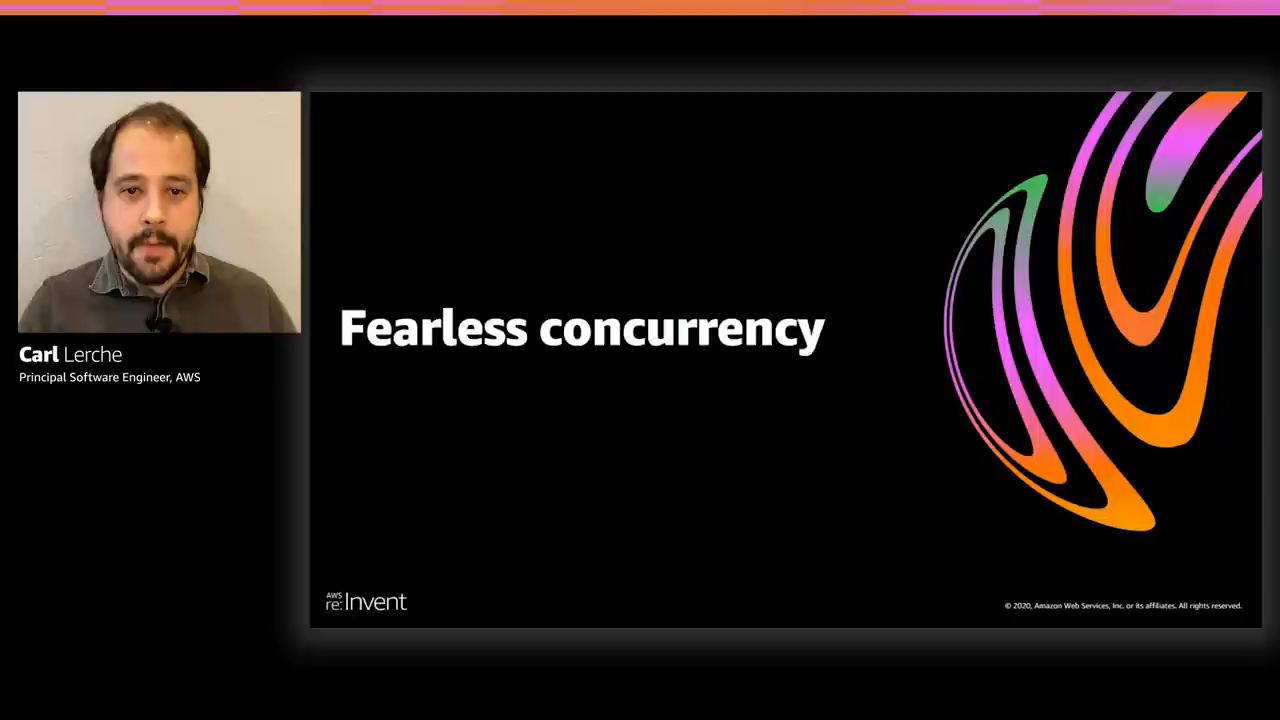 Carl Lerche
Principal Software Engineer, AWS
Fearless concurrency
AWS
re:Invent
© 2020, Amazon Web Services, Inc. or its affiliates. All rights reserved.